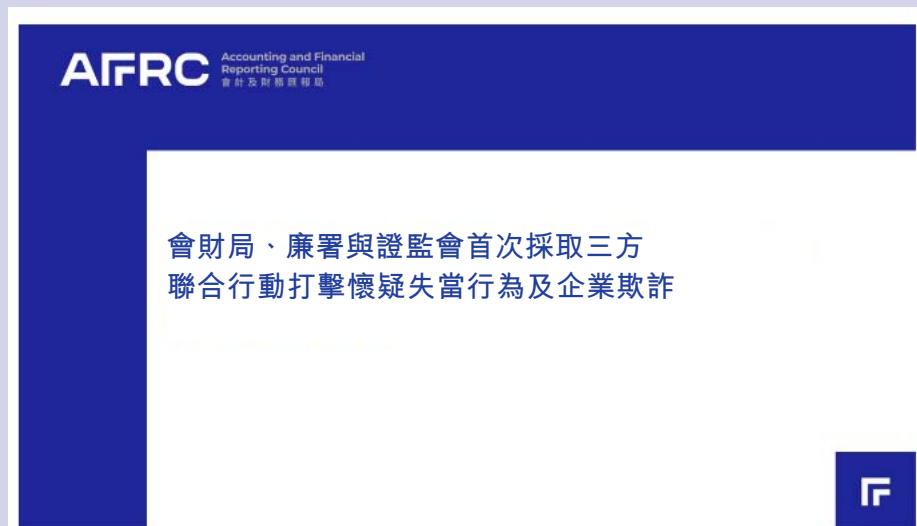 AFRC
Accounting and Financial
Reporting Council
會計及財務匯報局
會財局、廉署與證監會首次採取三方
聯合行動打擊懷疑失當行為及企業欺詐